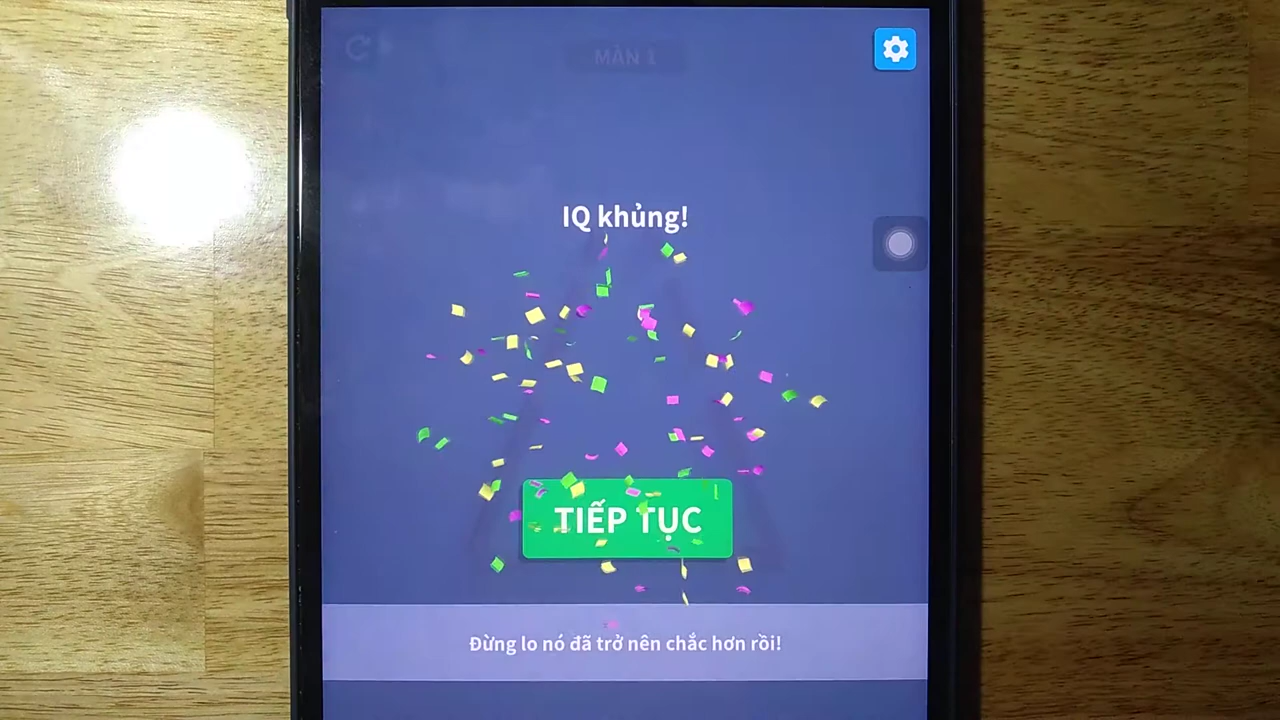 MÀN 1
IQ khủng!
TIẾP TỤC
Đừng lo nó đã trở nên chắc hơn rồi!